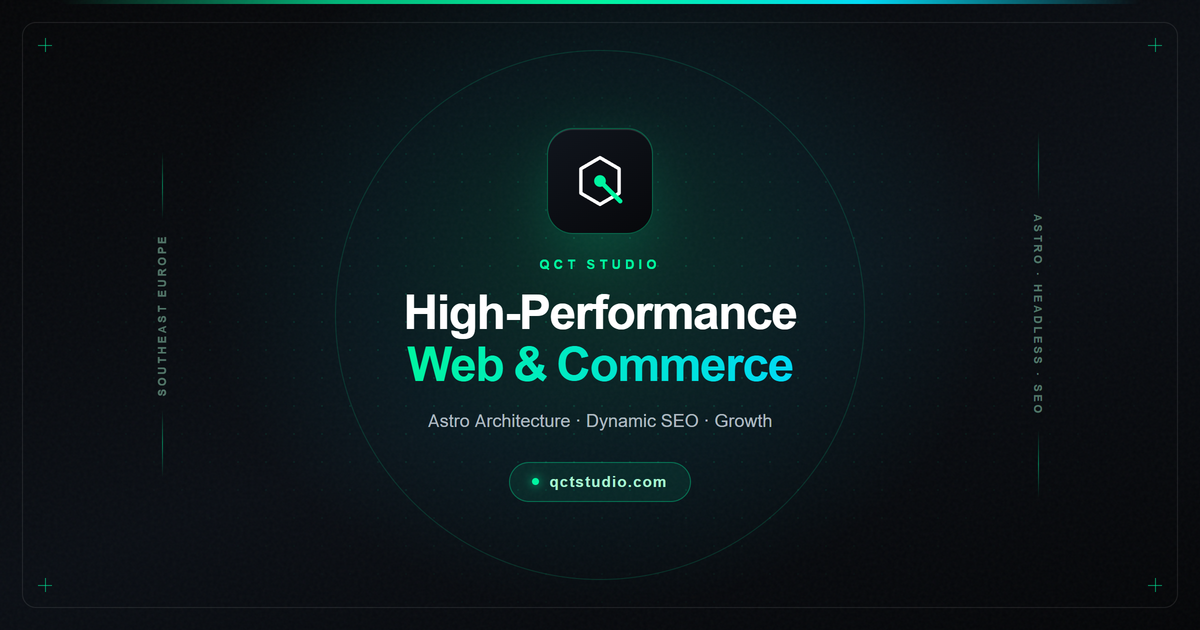 SOUTHEAST EUROPE
QCT STUDIO
High-Performance
Web & Commerce
Astro Architecture · Dynamic SEO · Growth
qctstudio.com
ASTRO · HEADLESS · SEO